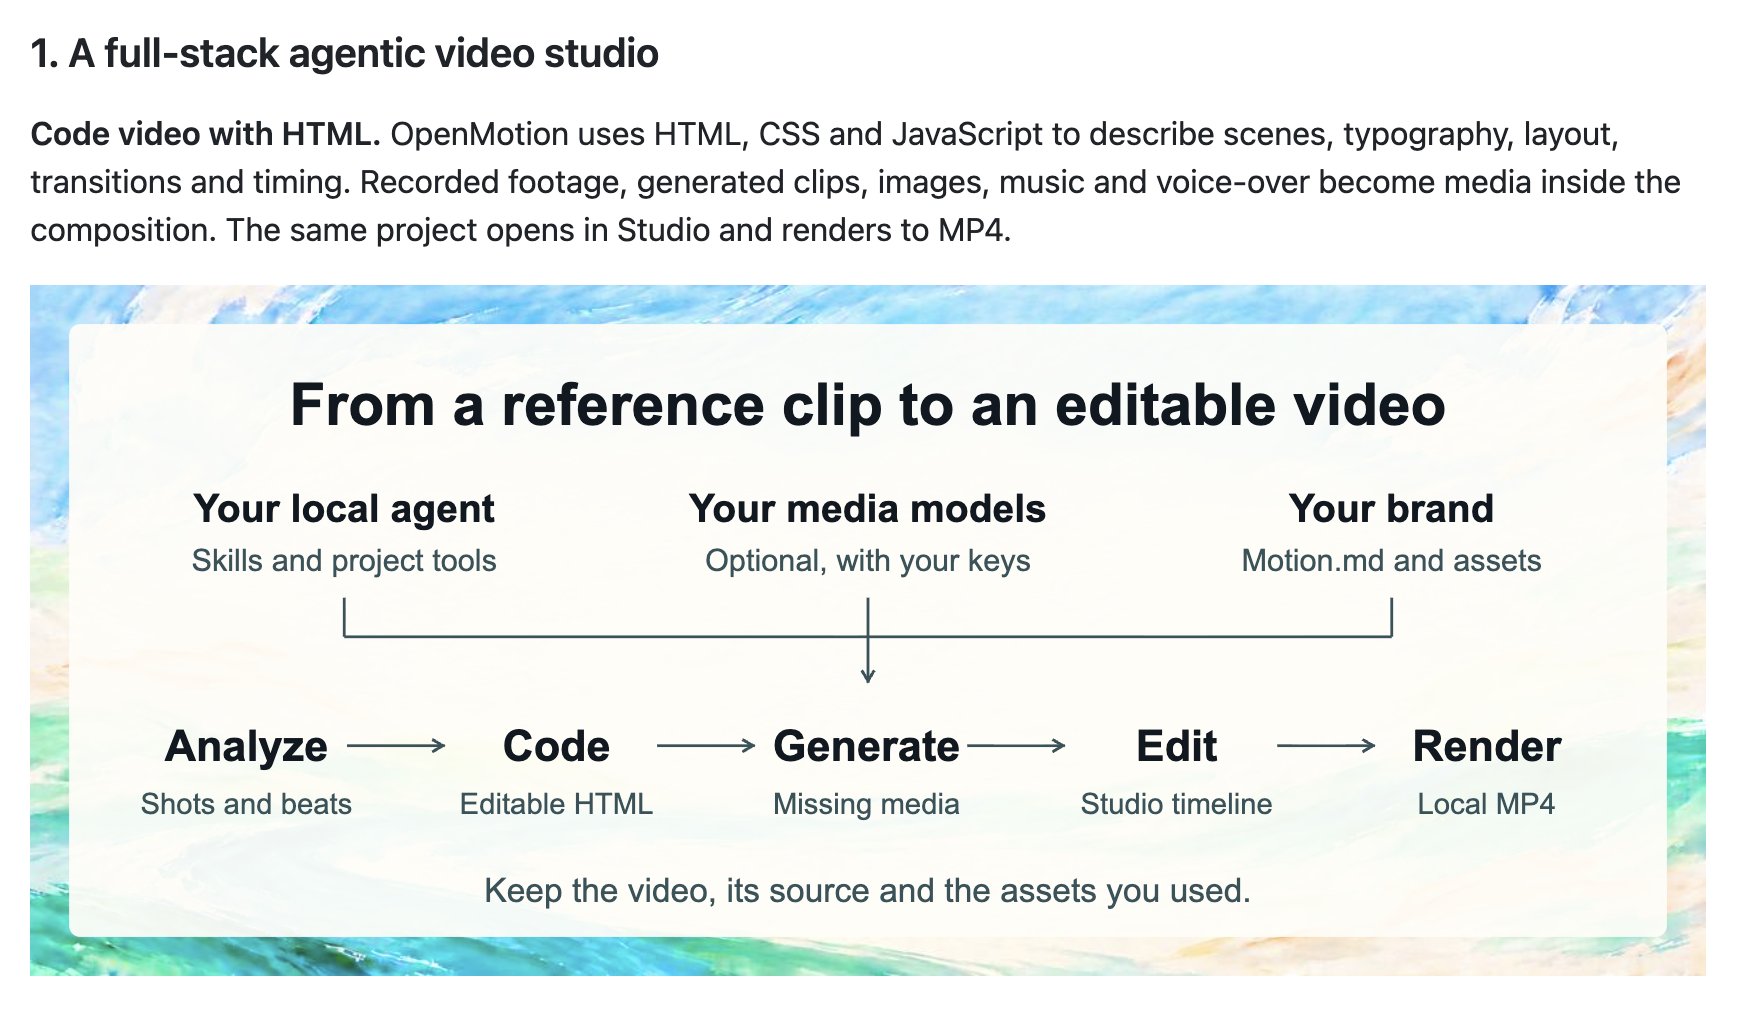 1. A full-stack agentic video studio
Code video with HTML. OpenMotion uses HTML, CSS and JavaScript to describe scenes, typography, layout,
transitions and timing. Recorded footage, generated clips, images, music and voice-over become media inside the
composition. The same project opens in Studio and renders to MP4.
From a reference clip to an editable video
Your local agent
Skills and project tools
Your media models
Optional, with your keys
Your brand
Motion.md and assets
Analyze
Shots and beats
Code
Editable HTML
Generate
Missing media
Edit
Studio timeline
Render
Local MP4
Keep the video, its source and the assets you used.